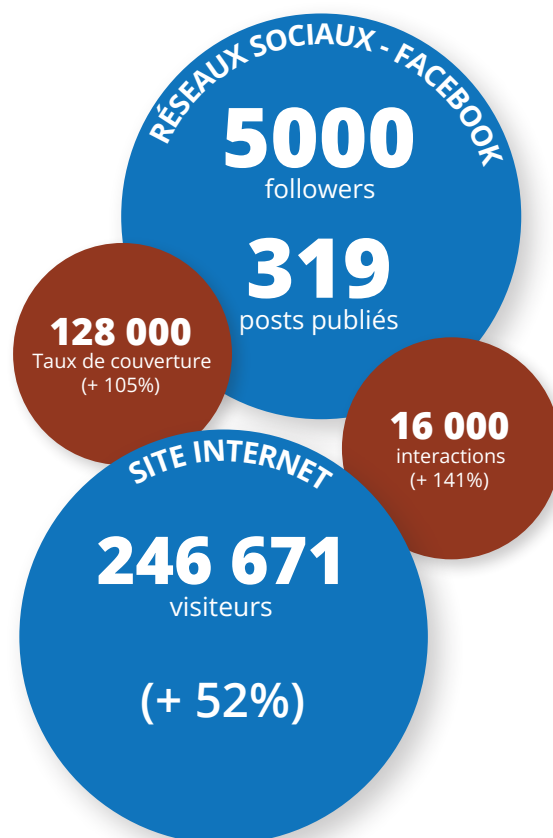 RÉSEAUX SOCIAUX - FACEBOOK
5000
followers
319
posts publiés
128 000
Taux de couverture
(+ 105%)
16 000
interactions
(+ 141%)
SITE INTERNET
246 671
visiteurs
(+ 52%)